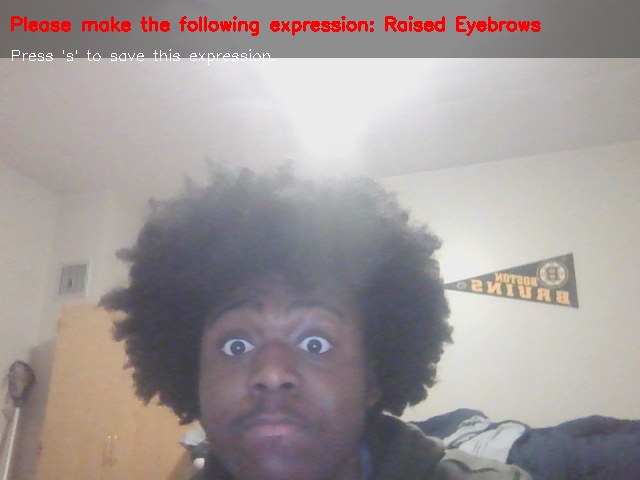 Please make the following expression: Raised Eyebrows
Press 's' to save this expression.
BOSTON
B
BRUINS